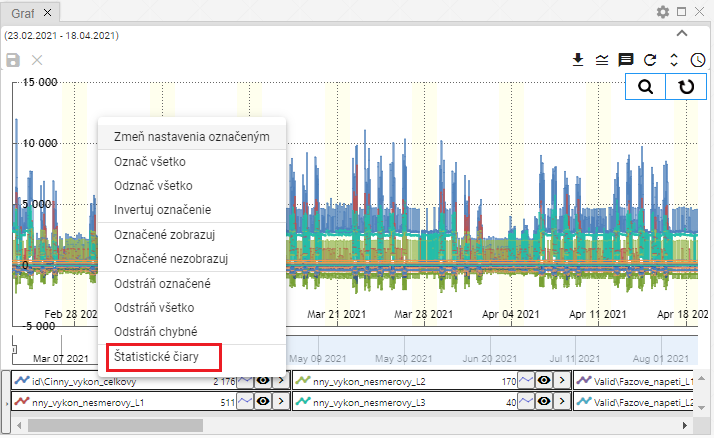 Graf
(23.02.2021 - 18.04.2021)
15 000
10 000
5 000
0
-5 000
Feb 28
Mar 21 2021
Mar 28 2021
Apr 04 2021
Apr 11 2021
Apr 18 2021
Zmeň nastavenia označeným
Označ všetko
Odznač všetko
Invertuj označenie
Označené zobrazuj
Označené nezobrazuj
Odstráň označené
Odstráň všetko
Odstráň chybné
Štatistické čiary
Mar 07 2021
May 09 2021
May 30 2021
Jun 20 2021
Jul 11 2021
Aug 01 2021
id\Cinny_vykon_celkovy 2 176
nny_vykon_nesmerovy_L2 170
Valid\Fazove_napeti_L1
nny_vykon_nesmerovy_L1 511
nny_vykon_nesmerovy_L3 40
Valid\Fazove_napeti_L2